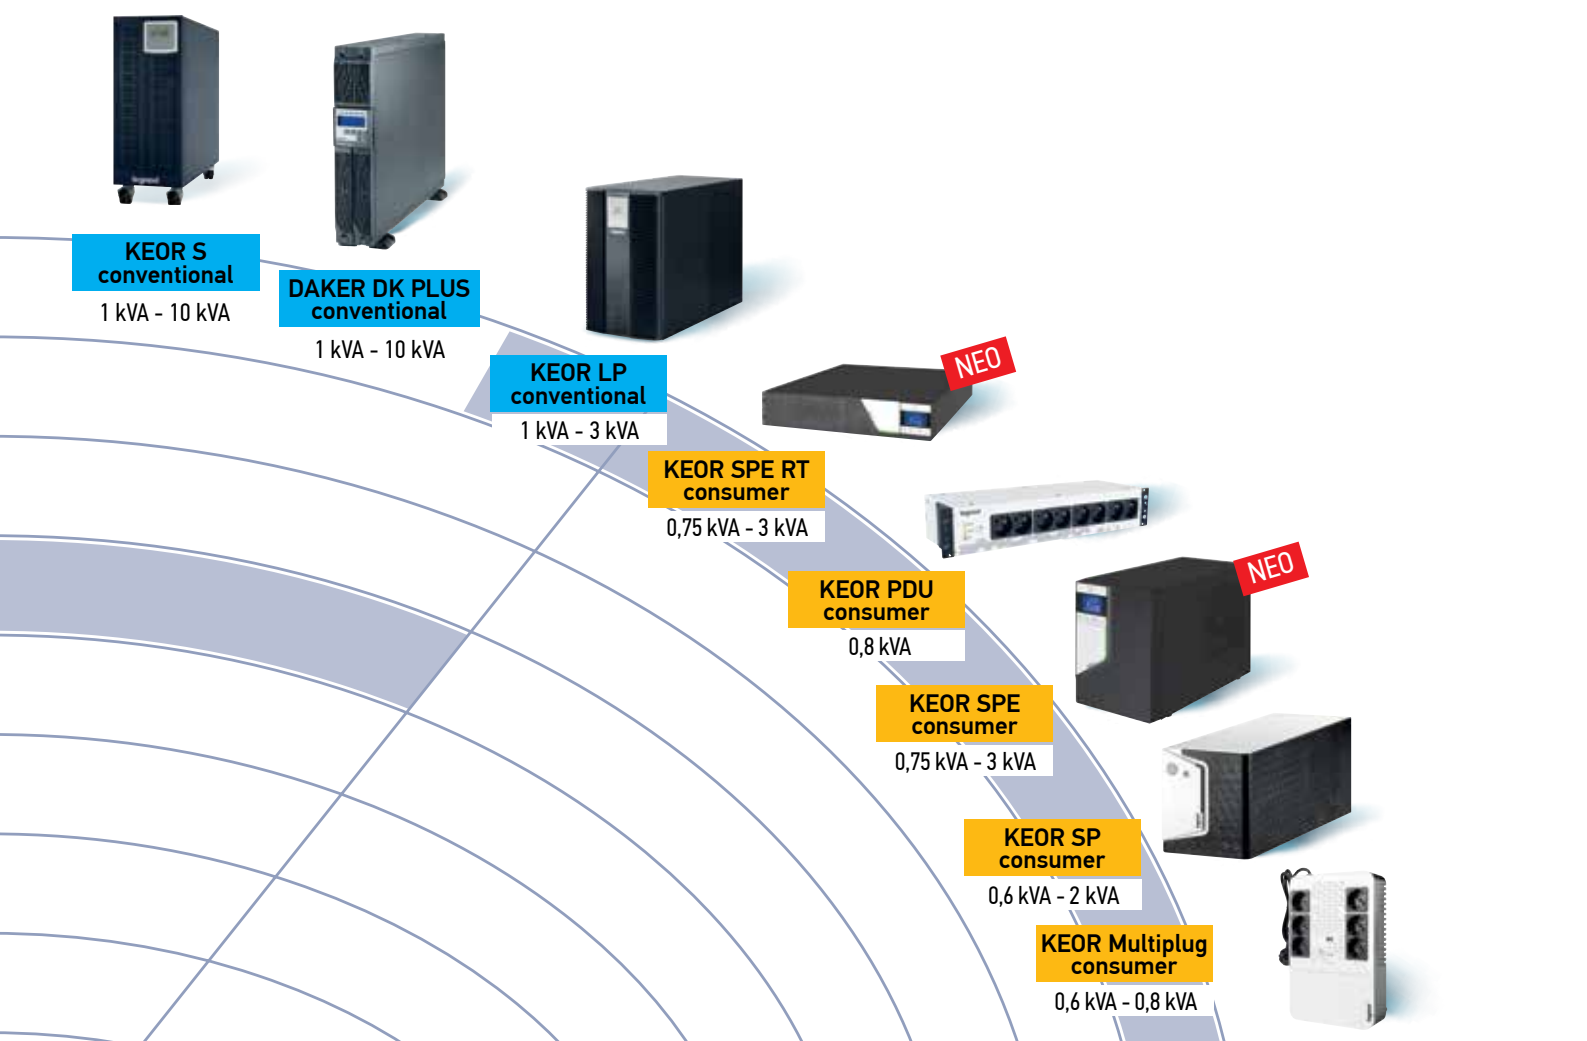 KEOR S
conventional
1 kVA - 10 kVA
DAKER DK PLUS
conventional
1 kVA - 10 kVA
KEOR LP
conventional
1 kVA - 3 kVA
NEO
KEOR SPE RT
consumer
0,75 kVA - 3 kVA
KEOR PDU
consumer
0,8 kVA
NEO
KEOR SPE
consumer
0,75 kVA - 3 kVA
KEOR SP
consumer
0,6 kVA - 2 kVA
KEOR Multiplug
consumer
0,6 kVA - 0,8 kVA